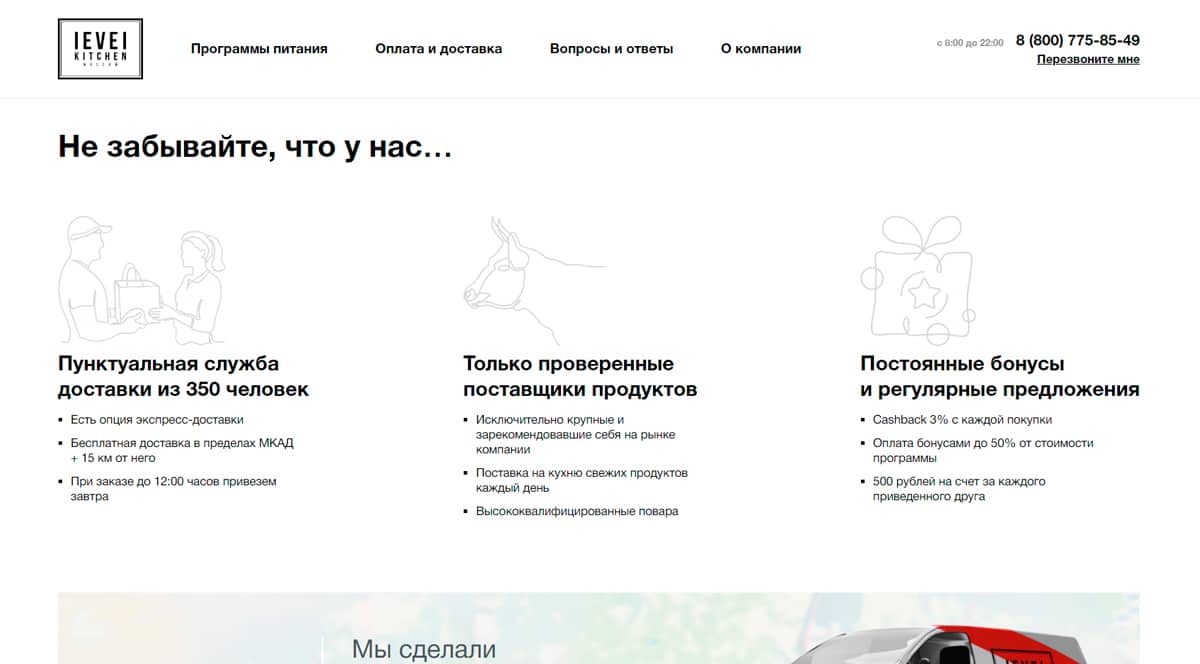 lEVEl
KITCHEN
MOSCOW
Программы питания
Оплата и доставка
Вопросы и ответы
О компании
с 8:00 до 22:00
8 (800) 775-85-49
Перезвоните мне
Не забывайте, что у нас...
Пунктуальная служба
доставки из 350 человек
Есть опция экспресс-доставки
Бесплатная доставка в пределах МКАД
+ 15 км от него
При заказе до 12:00 часов привезем
завтра
Только проверенные
поставщики продуктов
Исключительно крупные и
зарекомендовавшие себя на рынке
компании
Поставка на кухню свежих продуктов
каждый день
Высококвалифицированные повара
Постоянные бонусы
и регулярные предложения
Cashback 3% с каждой покупки
Оплата бонусами до 50% от стоимости
программы
500 рублей на счет за каждого
приведенного друга
Мы сделали
lEVEl